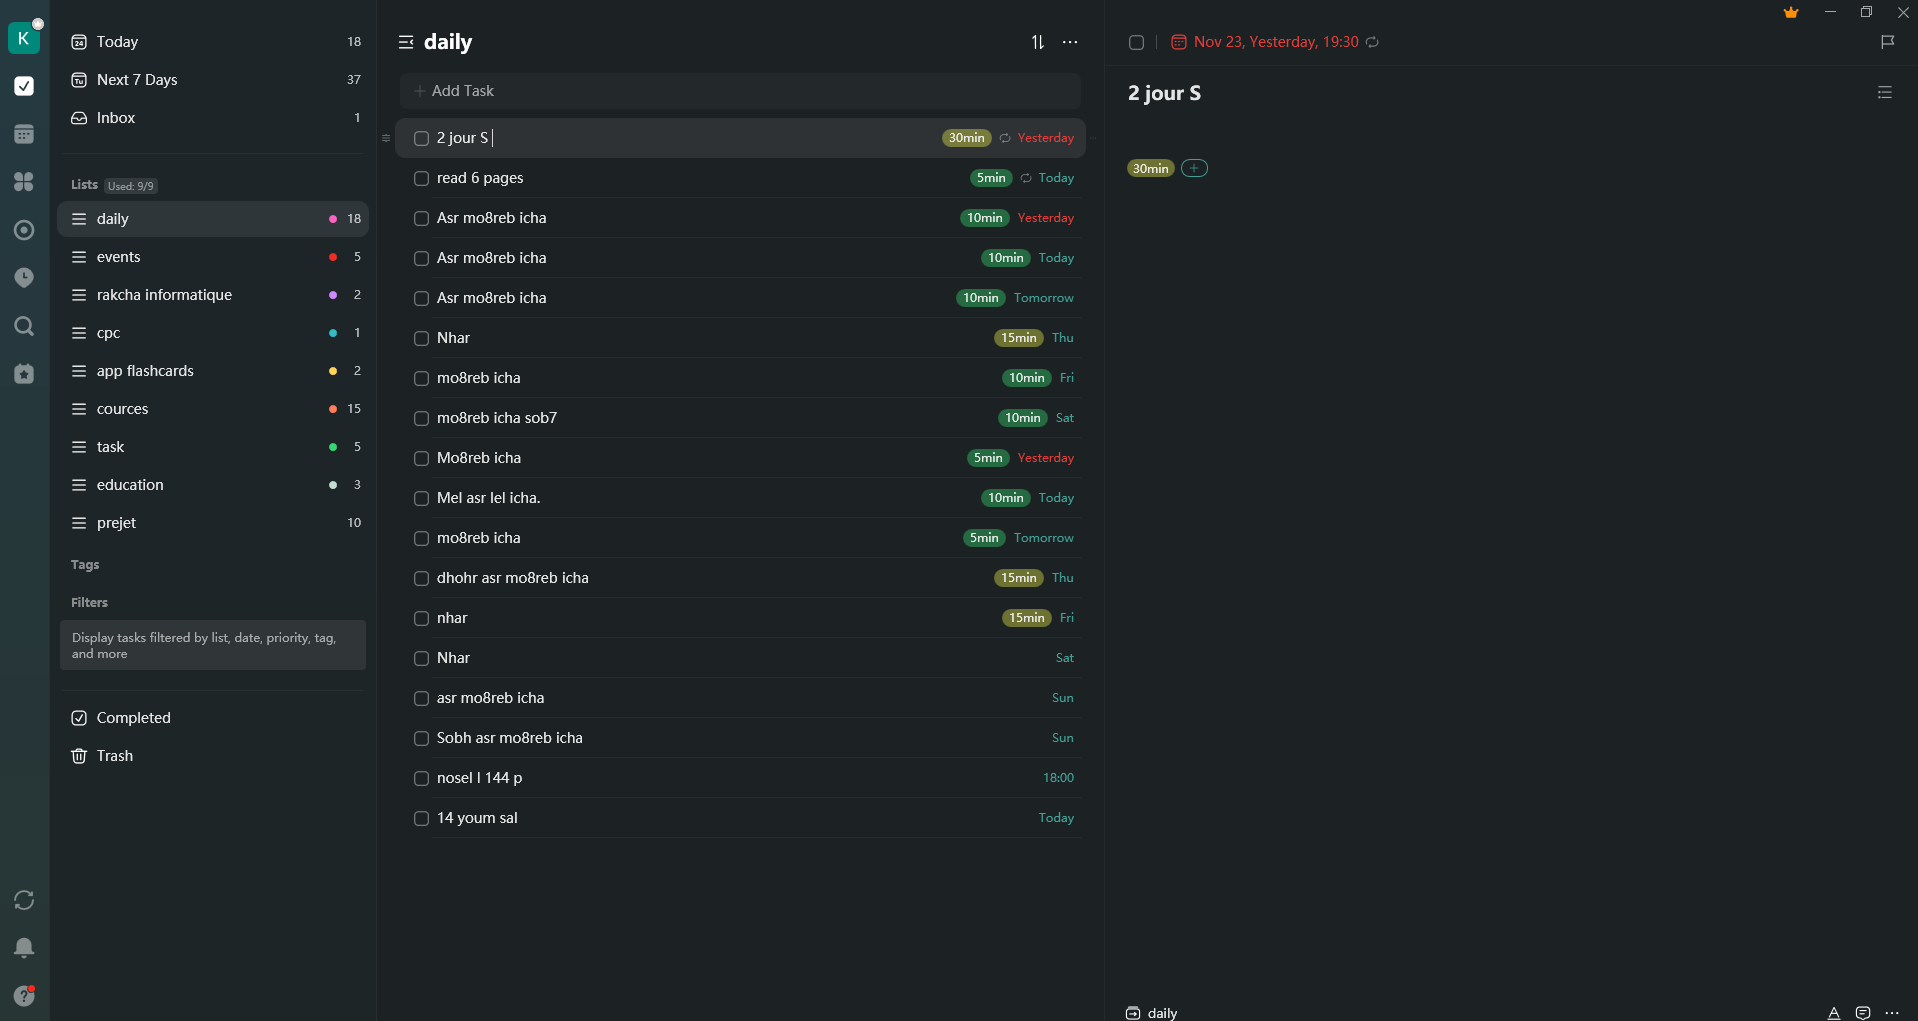 K
Today 18
Next 7 Days 37
Inbox 1
Lists Used: 9/9
daily 18
events 5
rakcha informatique 2
cpc 1
app flashcards 2
cources 15
task 5
education 3
prejet 10
Tags
Filters
Display tasks filtered by list, date, priority, tag,
and more
Completed
Trash
daily
Add Task
2 jour S 30min Yesterday
read 6 pages 5min Today
Asr mo8reb icha 10min Yesterday
Asr mo8reb icha 10min Today
Asr mo8reb icha 10min Tomorrow
Nhar 15min Thu
mo8reb icha 10min Fri
mo8reb icha sob7 10min Sat
Mo8reb icha 5min Yesterday
Mel asr lel icha. 10min Today
mo8reb icha 5min Tomorrow
dhohr asr mo8reb icha 15min Thu
nhar 15min Fri
Nhar Sat
asr mo8reb icha Sun
Sobh asr mo8reb icha Sun
nosel l 144 p 18:00
14 youm sal Today
Nov 23, Yesterday, 19:30
2 jour S
30min
daily